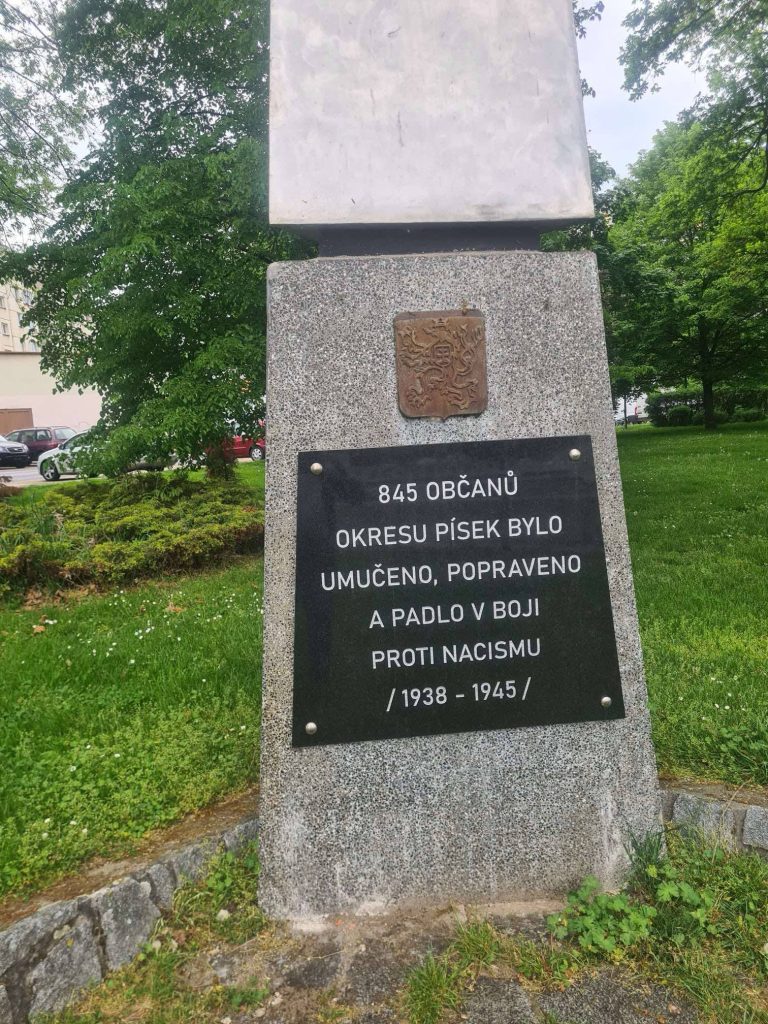 845 OBČANŮ
OKRESU PÍSEK BYLO
UMUČENO, POPRAVENO
A PADLO V BOJI
PROTI NACISMU
/1938 - 1945/